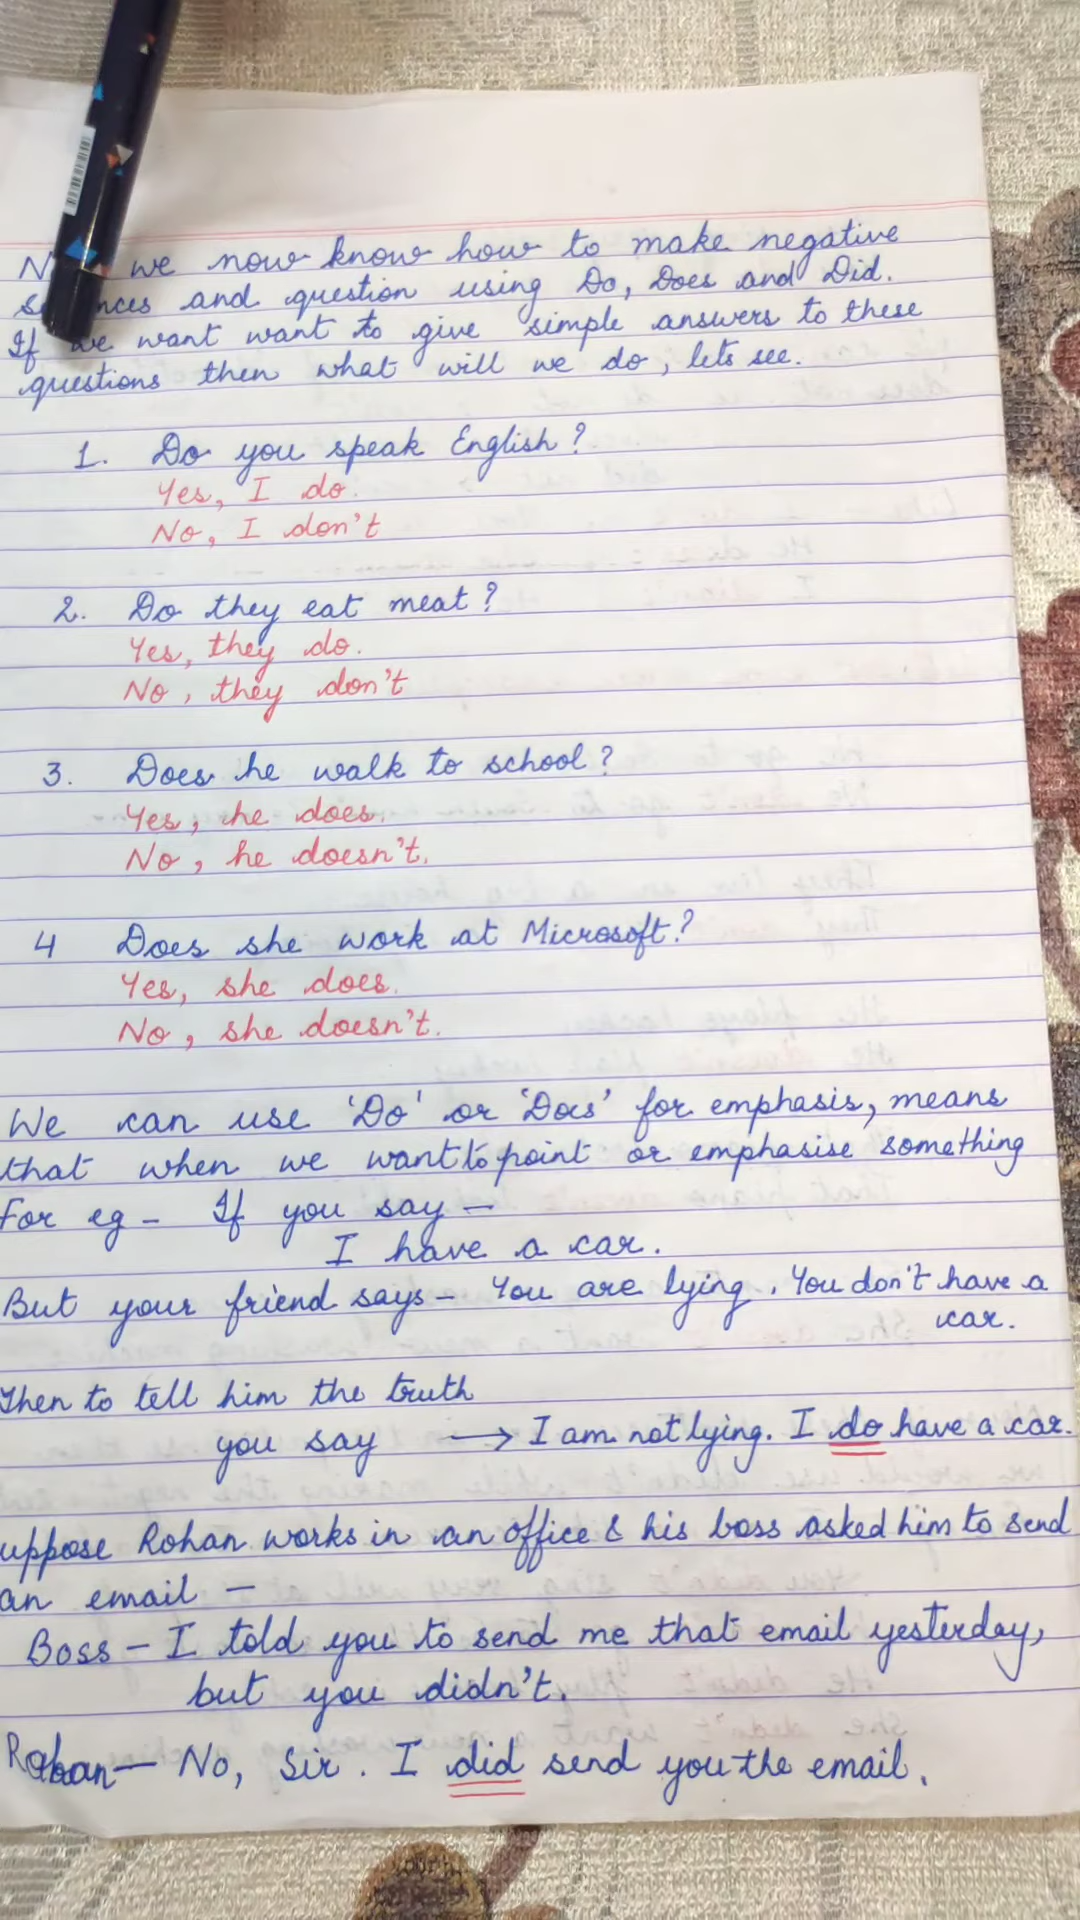 we now know how to make negative
and question using Do, Does and Did.
If we want want to give simple answers to these
questions then what will we do, lets see.
1. Do you speak English?
Yes, I do.
No, I don't
2. Do they eat meat?
Yes, they do.
No, they don't
3. Does he walk to school?
Yes, he does.
No, he doesn't.
4 Does she work at Microsoft?
Yes, she does.
No, she doesn't.
We can use 'Do' or 'Does' for emphasis, means
that when we want to point or emphasise something
For eg - If you say -
I have a car.
But your friend says - You are lying. You don't have a
car.
Then to tell him the truth
you say → I am not lying. I do have a car.
uppose Rohan works in an office & his boss asked him to send
an email -
Boss - I told you to send me that email yesterday,
but you didn't.
Rohan - No, Sir. I did send you the email.